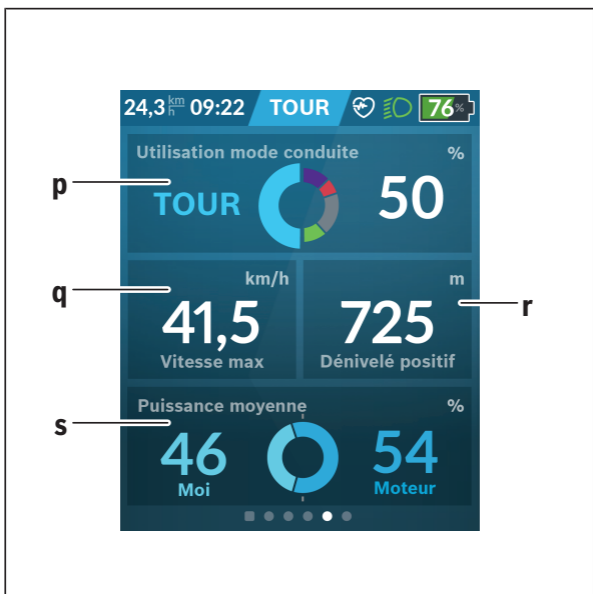 24,3 km/h 09:22 TOUR 76%
Utilisation mode conduite %
p
TOUR 50
q
km/h
41,5
Vitesse max
m
725
Dénivelé positif
r
Puissance moyenne %
s
46
Moi
54
Moteur